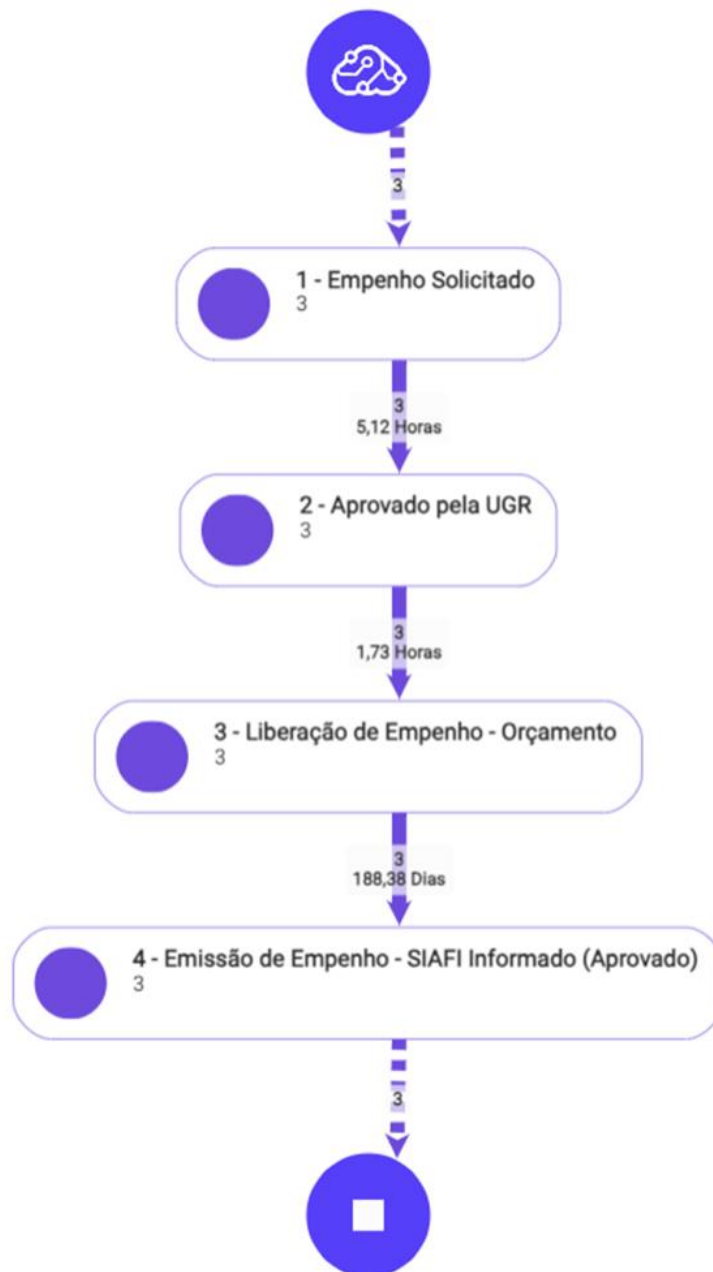 3
1 - Empenho Solicitado
3
3
5,12 Horas
2 - Aprovado pela UGR
3
3
1,73 Horas
3 - Liberação de Empenho - Orçamento
3
3
188,38 Dias
4 - Emissão de Empenho - SIAFI Informado (Aprovado)
3
3